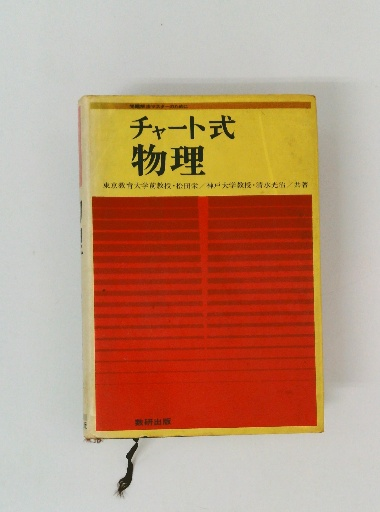 チャート式
物理
東京教育大学前教授・松田栄／神戸大学教授・清水光治／共著
数研出版